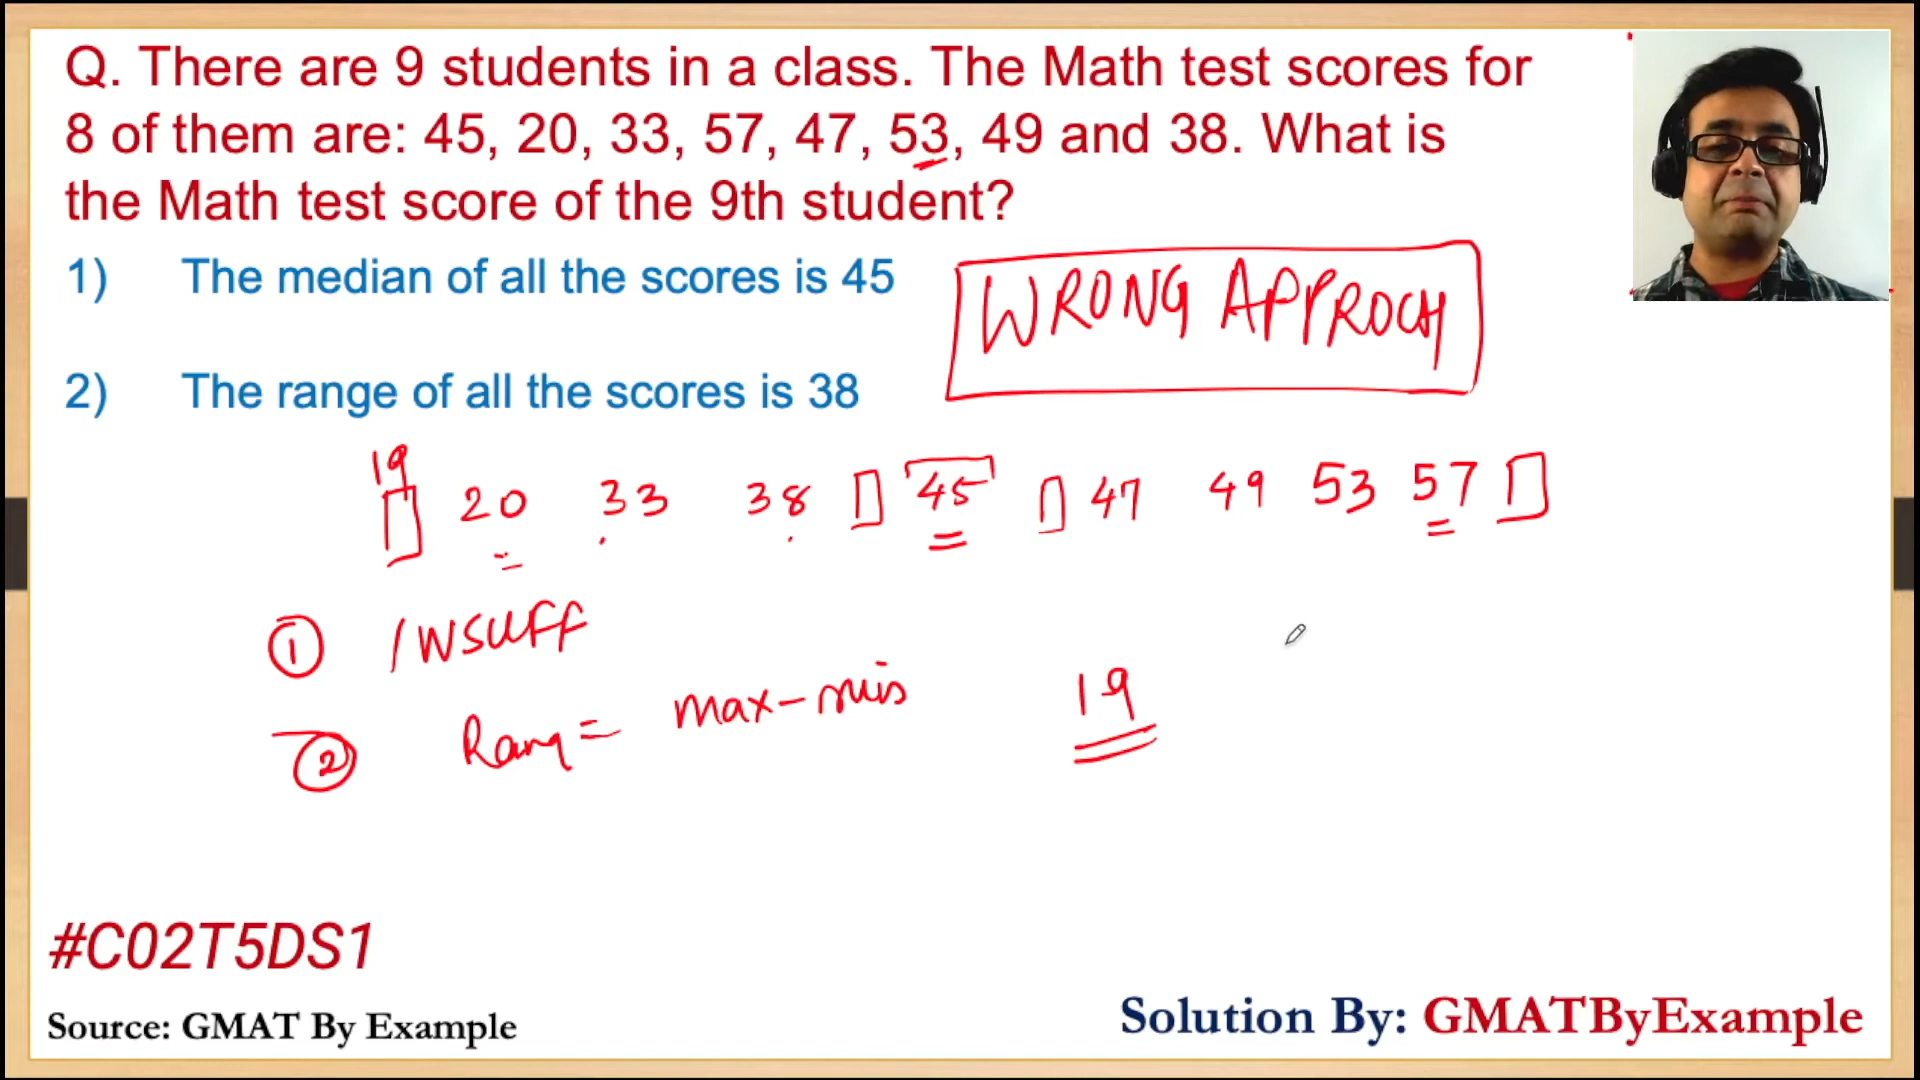 Q. There are 9 students in a class. The Math test scores for
8 of them are: 45, 20, 33, 57, 47, 53, 49 and 38. What is
the Math test score of the 9th student?
1) The median of all the scores is 45
WRONG APPROCH
2) The range of all the scores is 38
19
20 33 38 45 47 49 53 57
1 INSUFF
2 Rang = max-min 19
#C02T5DS1
Source: GMAT By Example
Solution By: GMATByExample